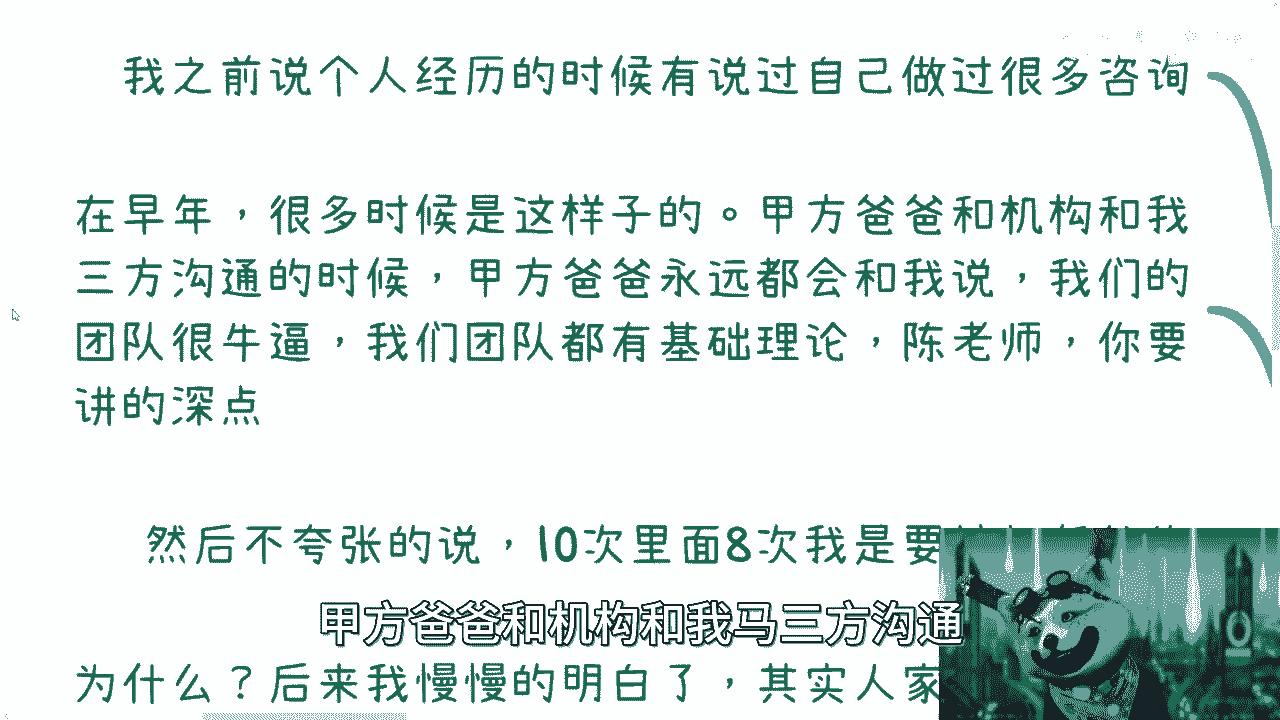 我之前说个人经历的时候有说过自己做过很多咨询
在早年，很多时候是这样子的。甲方爸爸和机构和我
三方沟通的时候，甲方爸爸永远都会和我说，我们的
团队很牛逼，我们团队都有基础理论，陈老师，你要
讲的深点
然后不夸张的说，10次里面8次我是要
甲方爸爸和机构和我马三方沟通
为什么？后来我慢慢的明白了，其实人家